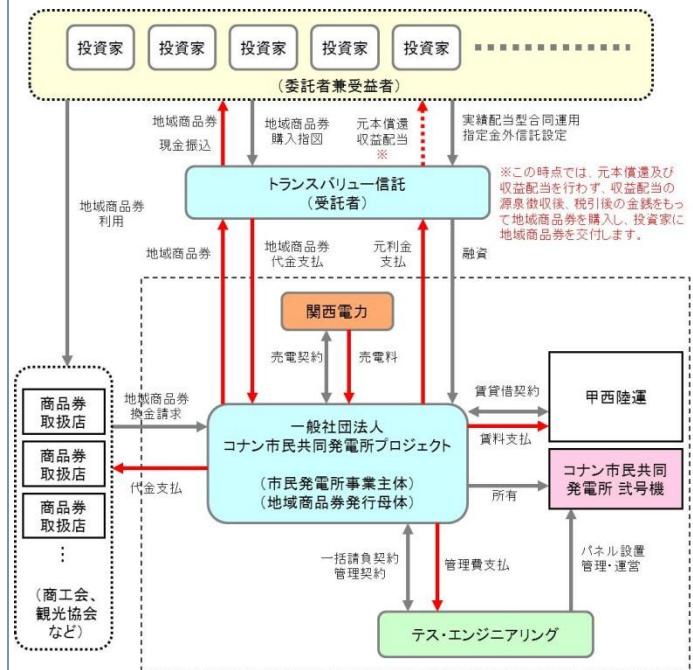 投資家
投資家
投資家
投資家
投資家
(委託者兼受益者)
地域商品券
現金振込
地域商品券
購入指図
元本償還
収益配当
※
実績配当型合同運用
指定金外信託設定
トランスバリュー信託
(受託者)
※この時点では、元本償還及び
収益配当を行わず、収益配当の
源泉徴収後、税引後の金銭をもっ
て地域商品券を購入し、投資家に
地域商品券を交付します。
地域商品券
利用
地域商品券
地域商品券
代金支払
元利金
支払
融資
関西電力
売電契約
売電料
商品券
取扱店
商品券
取扱店
商品券
取扱店
⋮
(商工会、
観光協会
など)
地域商品券
換金請求
代金支払
一般社団法人
コナン市民共同発電所プロジェクト
(市民発電所事業主体)
(地域商品券発行母体)
賃貸借契約
賃料支払
甲西陸運
所有
コナン市民共同
発電所 弐号機
一括請負契約
管理契約
管理費支払
パネル設置
管理・運営
テス・エンジニアリング